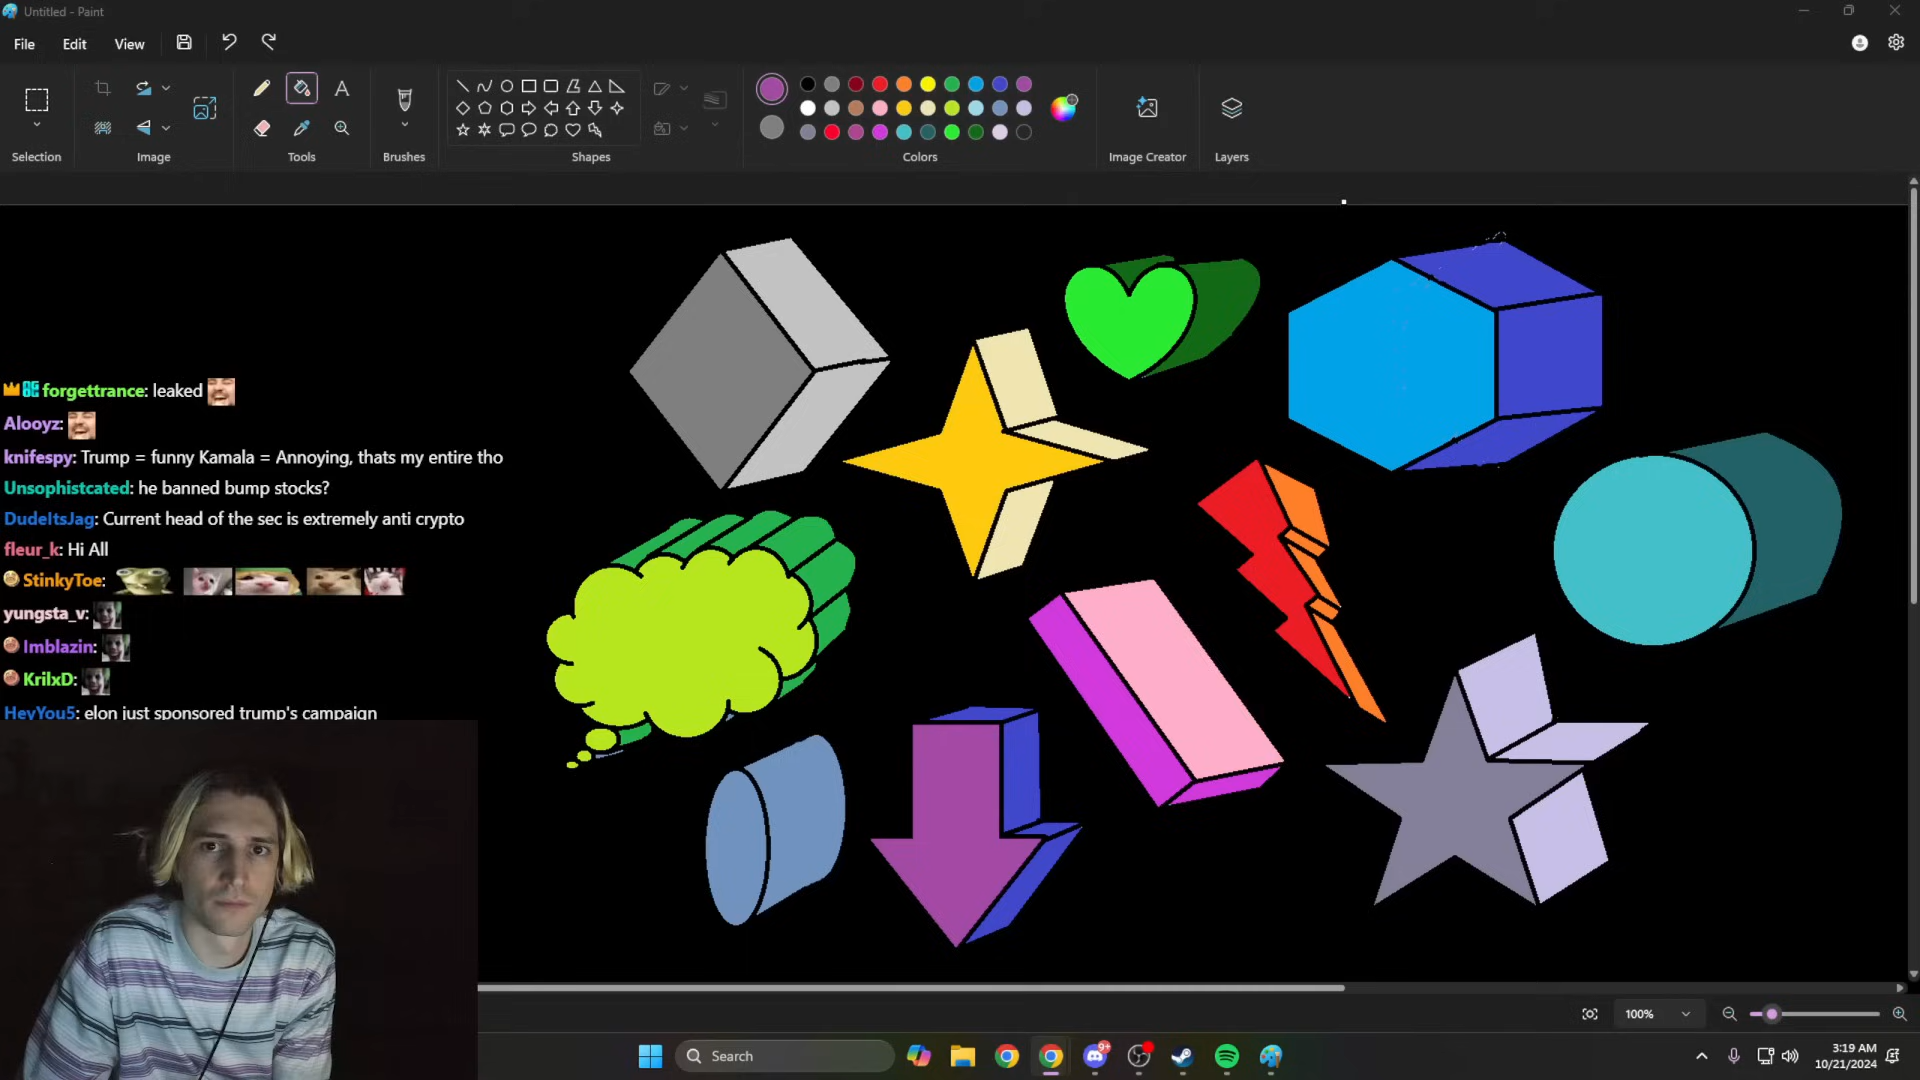 Untitled - Paint
File Edit View
Selection Image Tools Brushes Shapes Colors Image Creator Layers
forgettrance: leaked
Alooyz:
knifespy: Trump = funny Kamala = Annoying, thats my entire tho
Unsophistcated: he banned bump stocks?
DudeItsJag: Current head of the sec is extremely anti crypto
fleur_k: Hi All
StinkyToe:
yungsta_v:
Imblazin:
KrilxD:
HeyYou5: elon just sponsored trump's campaign
100%
Search
9+
3:19 AM
10/21/2024